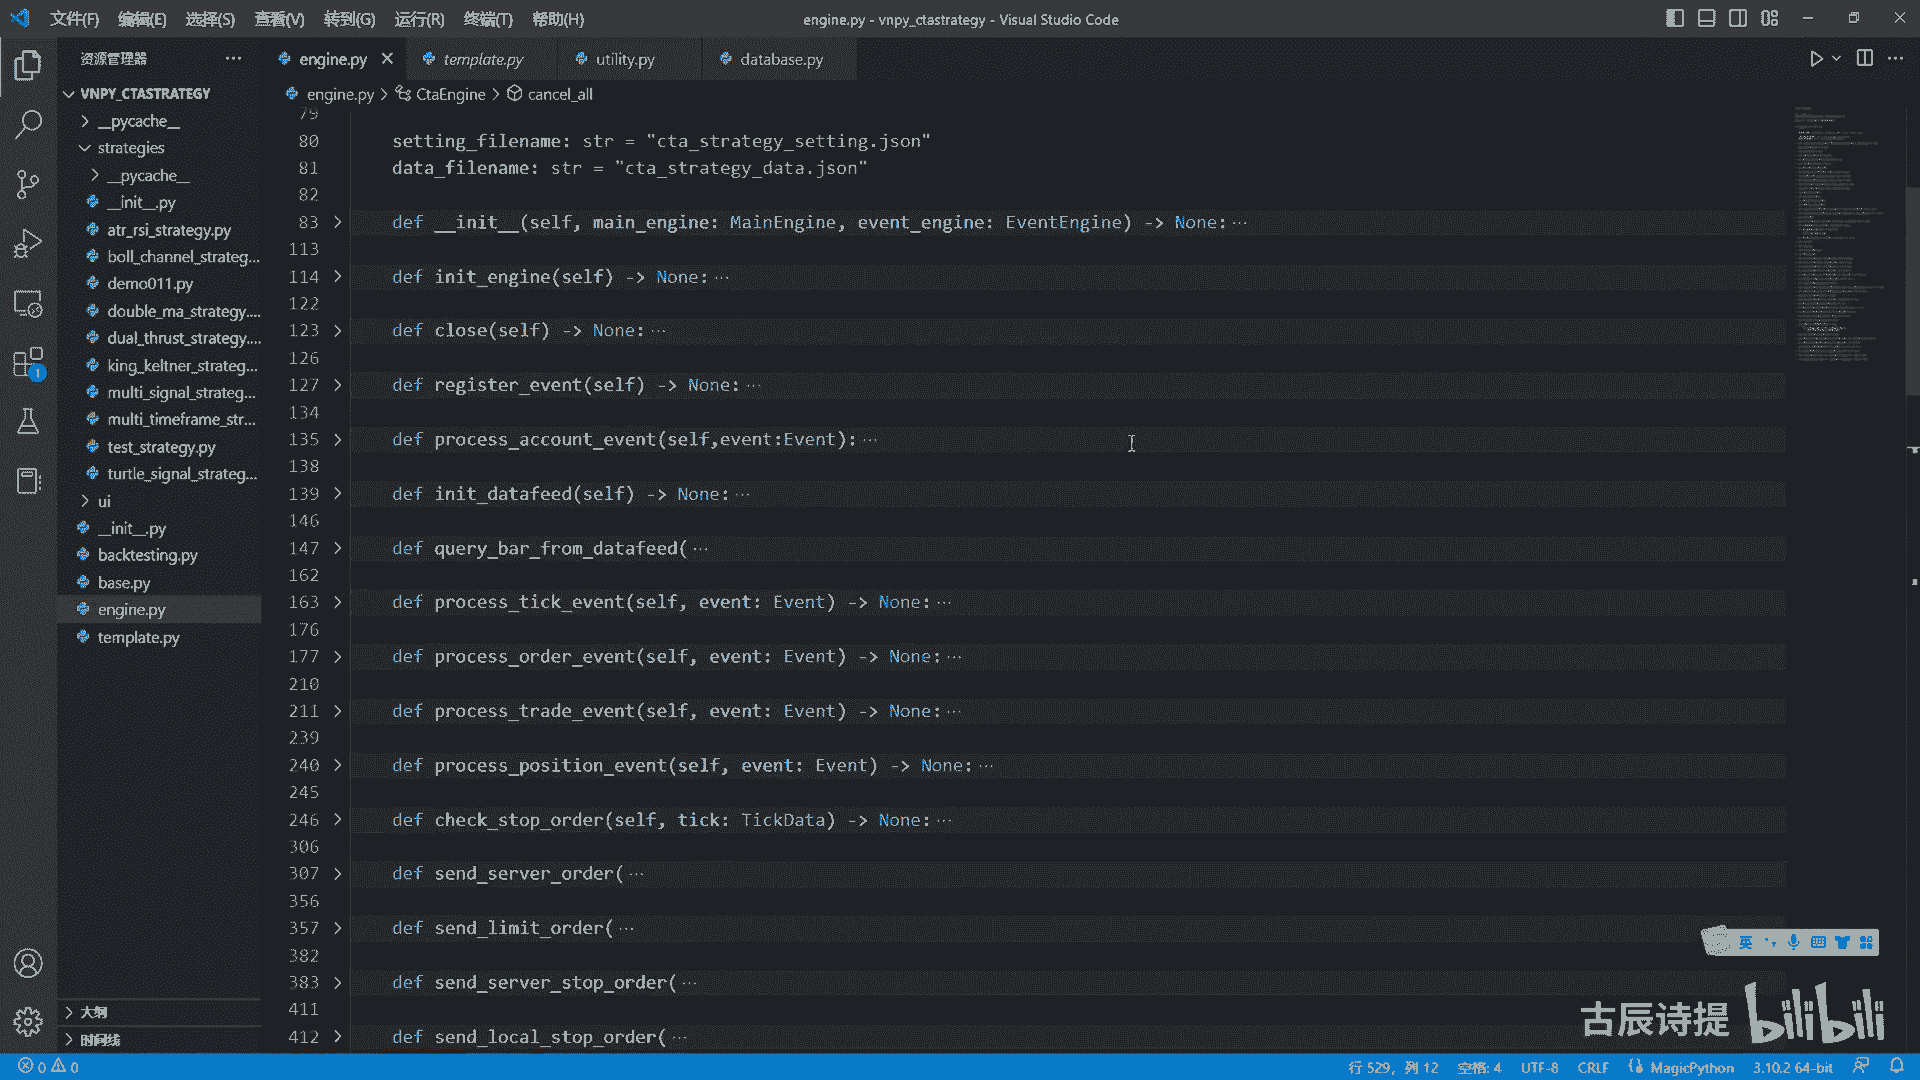 文件(F) 编辑(E) 选择(S) 查看(V) 转到(G) 运行(R) 终端(T) 帮助(H)
engine.py - vnpy_ctastrategy - Visual Studio Code
资源管理器 ···
engine.py
template.py
utility.py
database.py
VNPY_CTASTRATEGY
engine.py > CtaEngine > cancel_all
__pycache__
strategies
__pycache__
__init__.py
atr_rsi_strategy.py
boll_channel_strateg...
demo011.py
double_ma_strategy....
dual_thrust_strategy....
king_keltner_strateg...
multi_signal_strateg...
multi_timeframe_str...
test_strategy.py
turtle_signal_strateg...
ui
__init__.py
backtesting.py
base.py
engine.py
template.py
大纲
时间线
1
79
80 setting_filename: str = "cta_strategy_setting.json"
81 data_filename: str = "cta_strategy_data.json"
82
83 def __init__(self, main_engine: MainEngine, event_engine: EventEngine) -> None:···
113
114 def init_engine(self) -> None:···
122
123 def close(self) -> None:···
126
127 def register_event(self) -> None:···
134
135 def process_account_event(self,event:Event):···
138
139 def init_datafeed(self) -> None:···
146
147 def query_bar_from_datafeed(···
162
163 def process_tick_event(self, event: Event) -> None:···
176
177 def process_order_event(self, event: Event) -> None:···
210
211 def process_trade_event(self, event: Event) -> None:···
239
240 def process_position_event(self, event: Event) -> None:···
245
246 def check_stop_order(self, tick: TickData) -> None:···
306
307 def send_server_order(···
356
357 def send_limit_order(···
382
383 def send_server_stop_order(···
411
412 def send_local_stop_order(···
英
古辰诗提 bilibili
0 0
行 529，列 12 空格: 4 UTF-8 CRLF MagicPython 3.10.2 64-bit